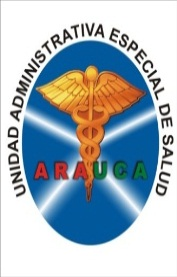 UNIDAD ADMINISTRATIVA ESPECIAL DE SALUD
ARAUCA